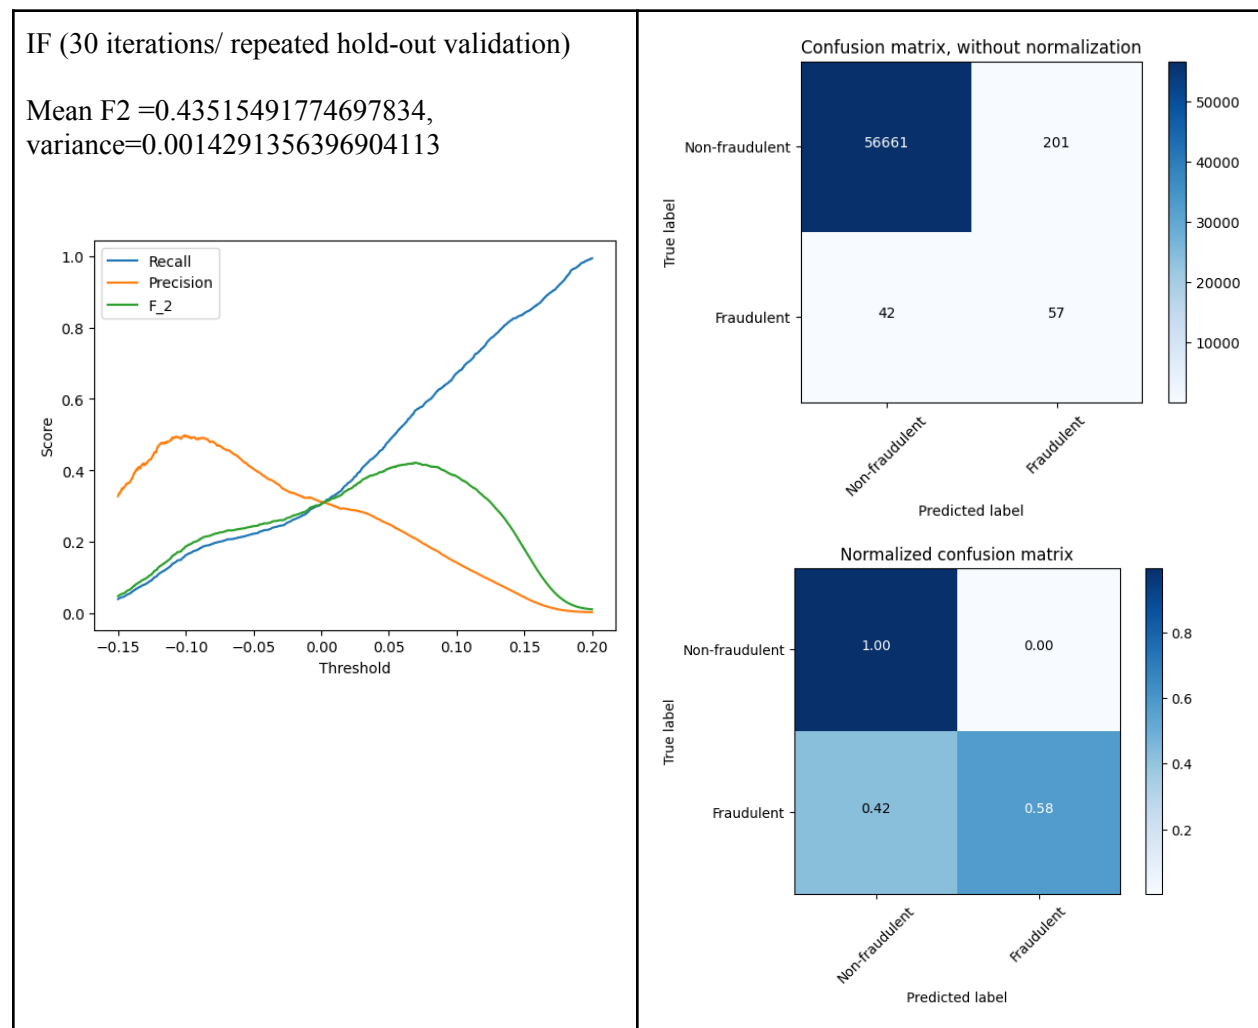 IF (30 iterations/ repeated hold-out validation)
Mean F2 =0.43515491774697834,
variance=0.0014291356396904113
Recall
Precision
F_2
1.0
0.8
0.6
0.4
0.2
0.0
Score
−0.15 −0.10 −0.05 0.00 0.05 0.10 0.15 0.20
Threshold
Confusion matrix, without normalization
True label
Non-fraudulent 56661 201
Fraudulent 42 57
Non-fraudulent Fraudulent
Predicted label
50000
40000
30000
20000
10000
Normalized confusion matrix
True label
Non-fraudulent 1.00 0.00
Fraudulent 0.42 0.58
Non-fraudulent Fraudulent
Predicted label
0.8
0.6
0.4
0.2